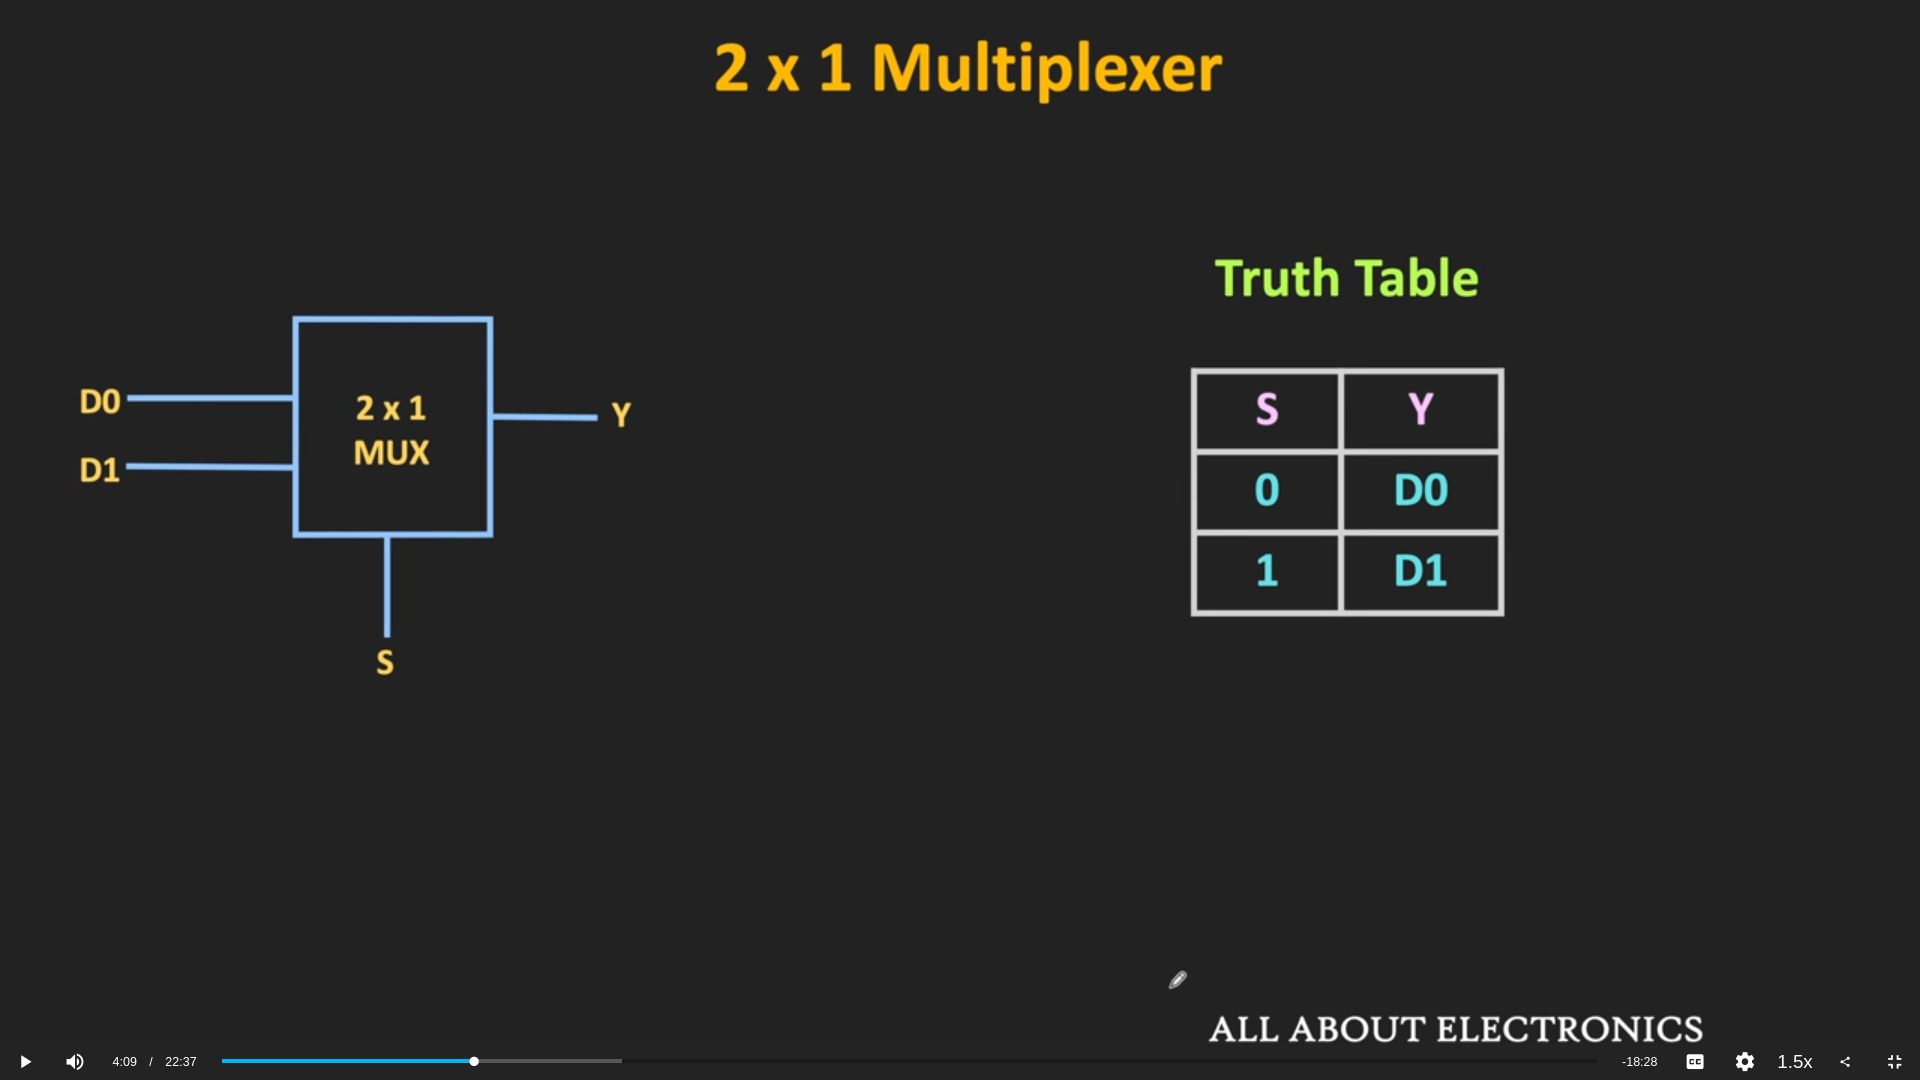 2 x 1 Multiplexer
Truth Table
D0
D1
2 x 1
MUX
Y
S
S Y
0 D0
1 D1
ALL ABOUT ELECTRONICS
4:09 / 22:37
-18:28
CC
1.5x